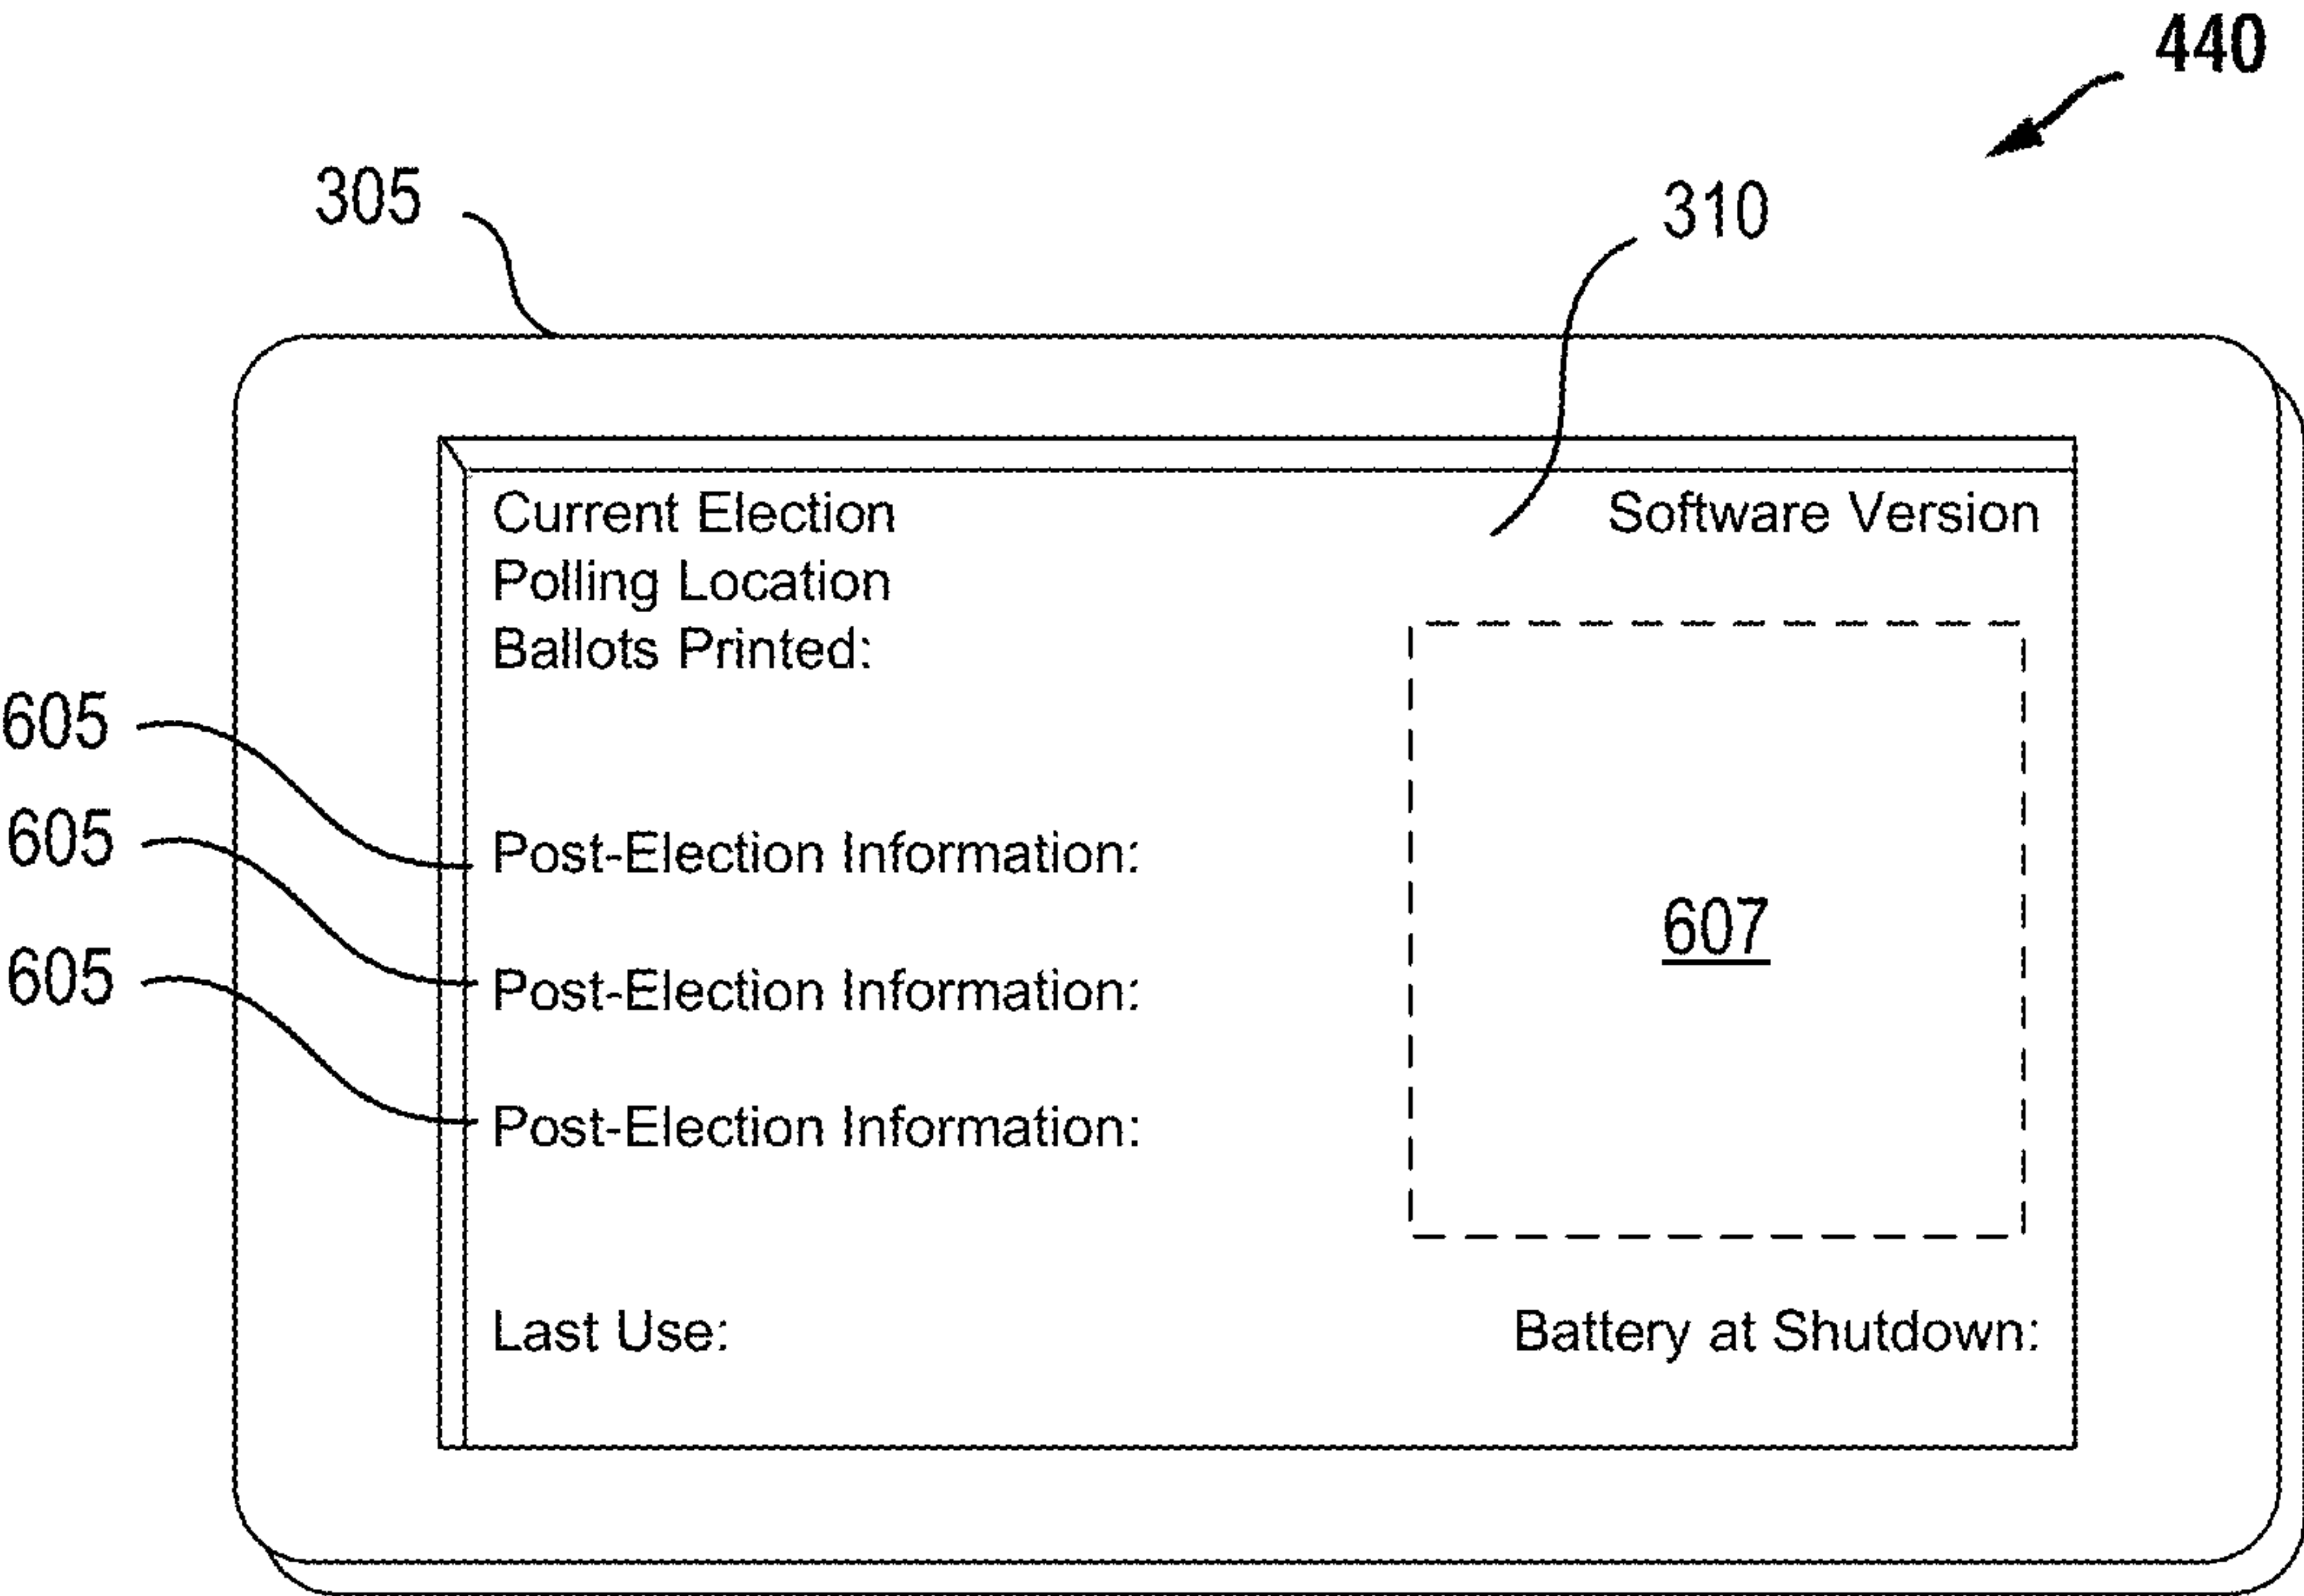 440
305
310
Current Election
Software Version
Polling Location
Ballots Printed:
605
Post-Election Information:
605
607
Post-Election Information:
605
Post-Election Information:
Last Use:
Battery at Shutdown: